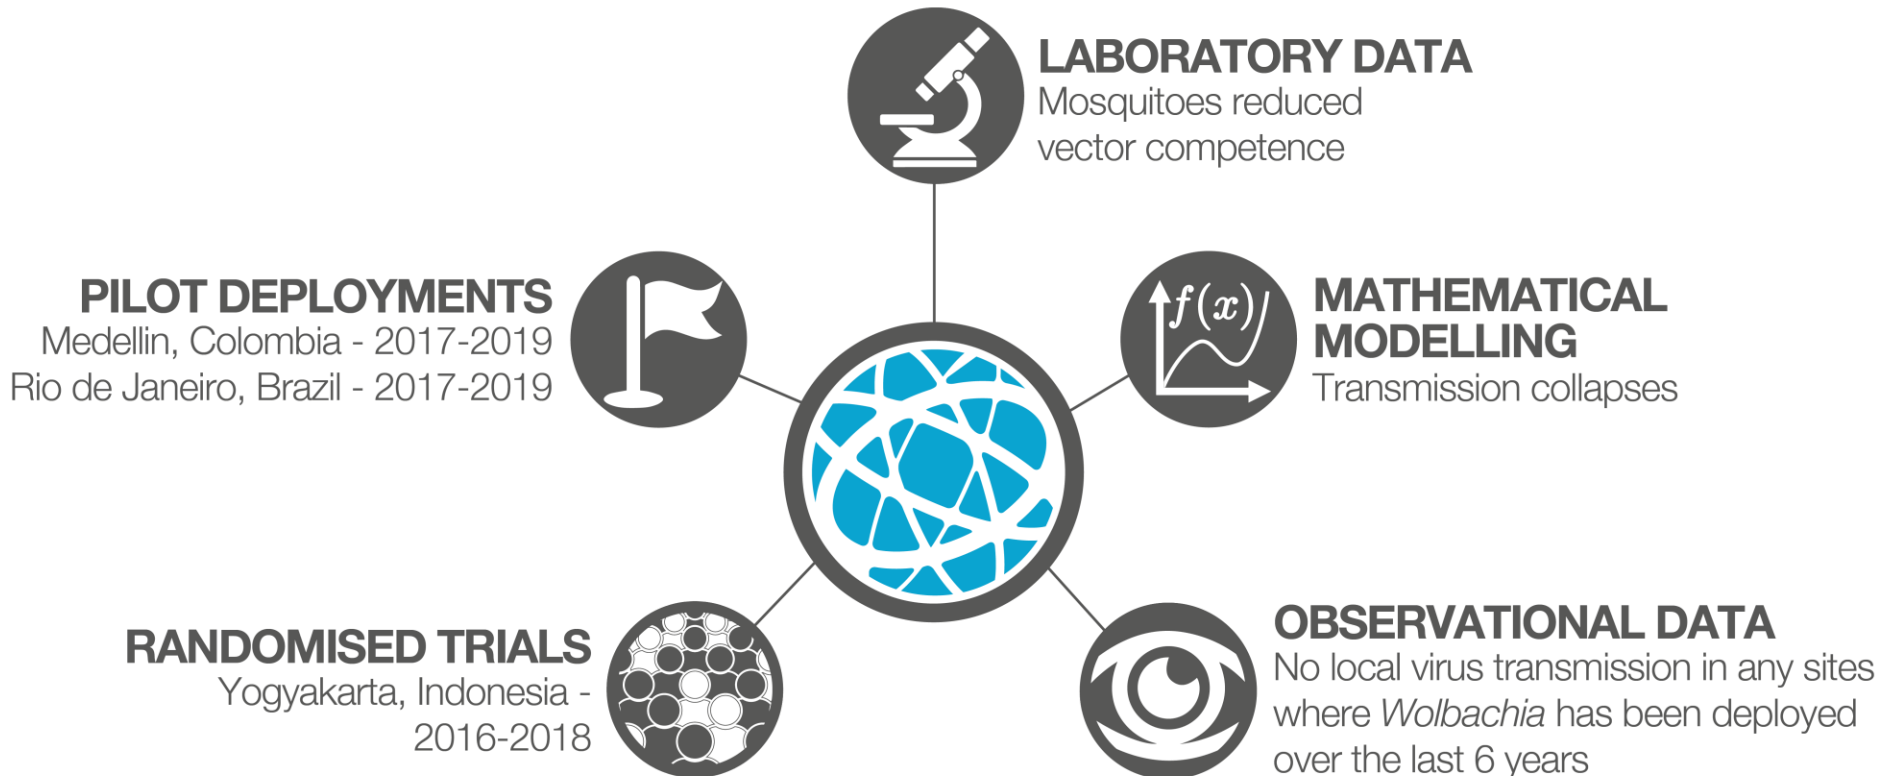 LABORATORY DATA
Mosquitoes reduced
vector competence
PILOT DEPLOYMENTS
Medellin, Colombia - 2017-2019
Rio de Janeiro, Brazil - 2017-2019
f(x)
MATHEMATICAL
MODELLING
Transmission collapses
RANDOMISED TRIALS
Yogyakarta, Indonesia -
2016-2018
OBSERVATIONAL DATA
No local virus transmission in any sites
where Wolbachia has been deployed
over the last 6 years